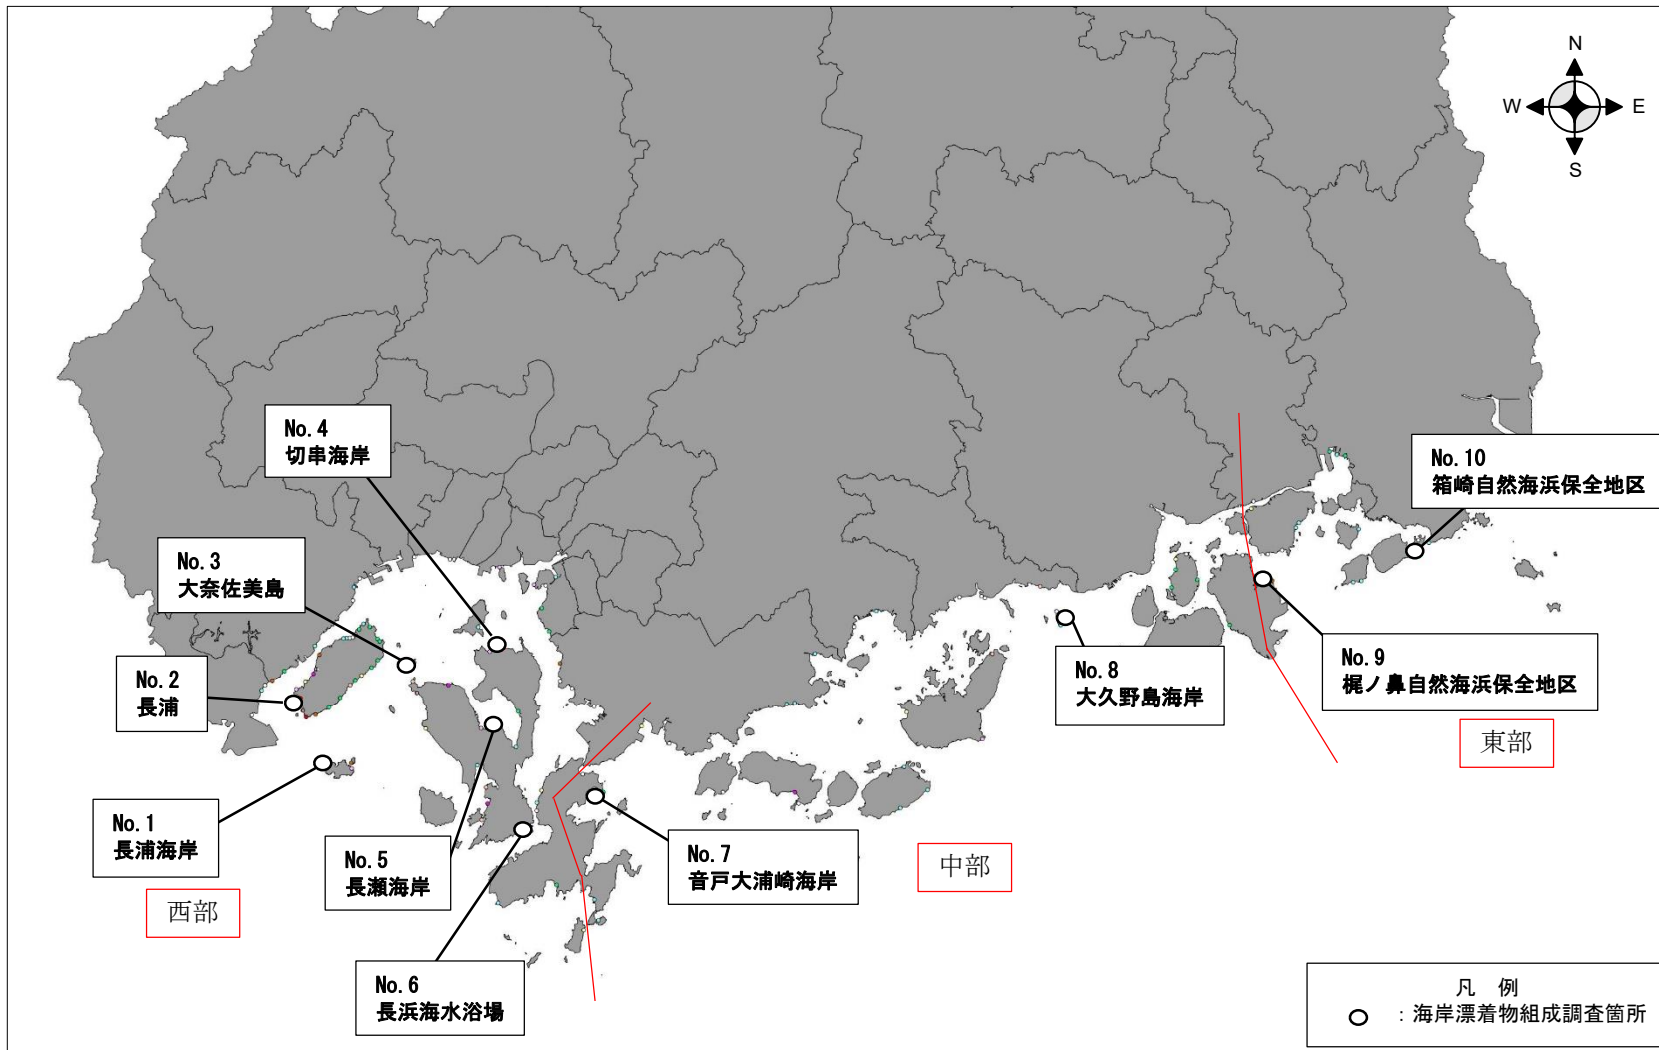 N
W
E
S
No.4
切串海岸
No.10
箱崎自然海浜保全地区
No.3
大奈佐美島
No.2
長浦
No.8
大久野島海岸
No.9
梶ノ鼻自然海浜保全地区
東部
No.1
長浦海岸
No.5
長瀬海岸
No.7
音戸大浦崎海岸
中部
西部
No.6
長浜海水浴場
凡 例
:海岸漂着物組成調査箇所